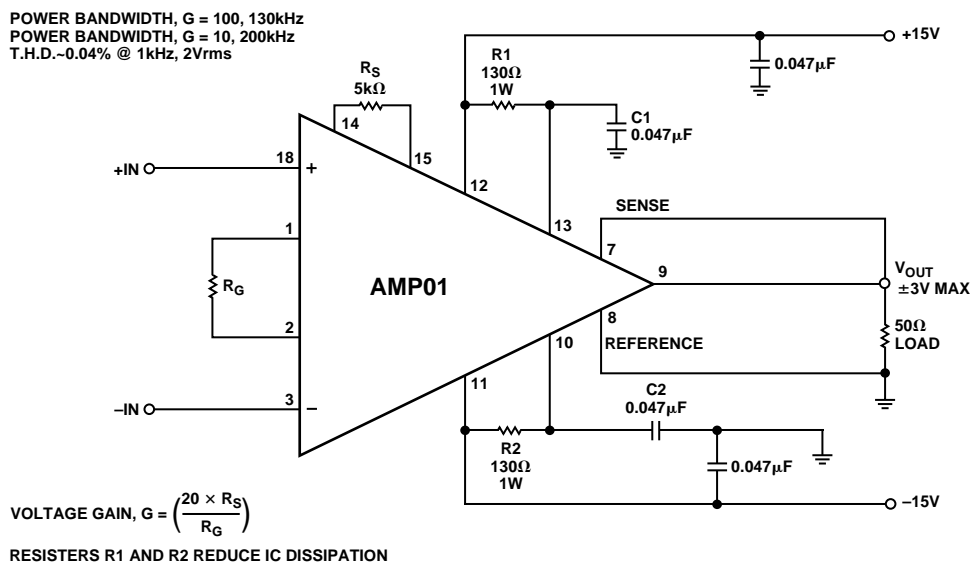 POWER BANDWIDTH, G = 100, 130kHz
POWER BANDWIDTH, G = 10, 200kHz
T.H.D.~0.04% @ 1kHz, 2Vrms
RS
5kΩ
14
15
R1
130Ω
1W
+15V
0.047μF
C1
0.047μF
+IN
18
+
12
13
SENSE
7
1
RG
AMP01
9
VOUT
±3V MAX
2
8
REFERENCE
50Ω
LOAD
10
11
–IN
3
–
C2
0.047μF
R2
130Ω
1W
0.047μF
–15V
VOLTAGE GAIN, G = (20 × RS / RG)
RESISTERS R1 AND R2 REDUCE IC DISSIPATION